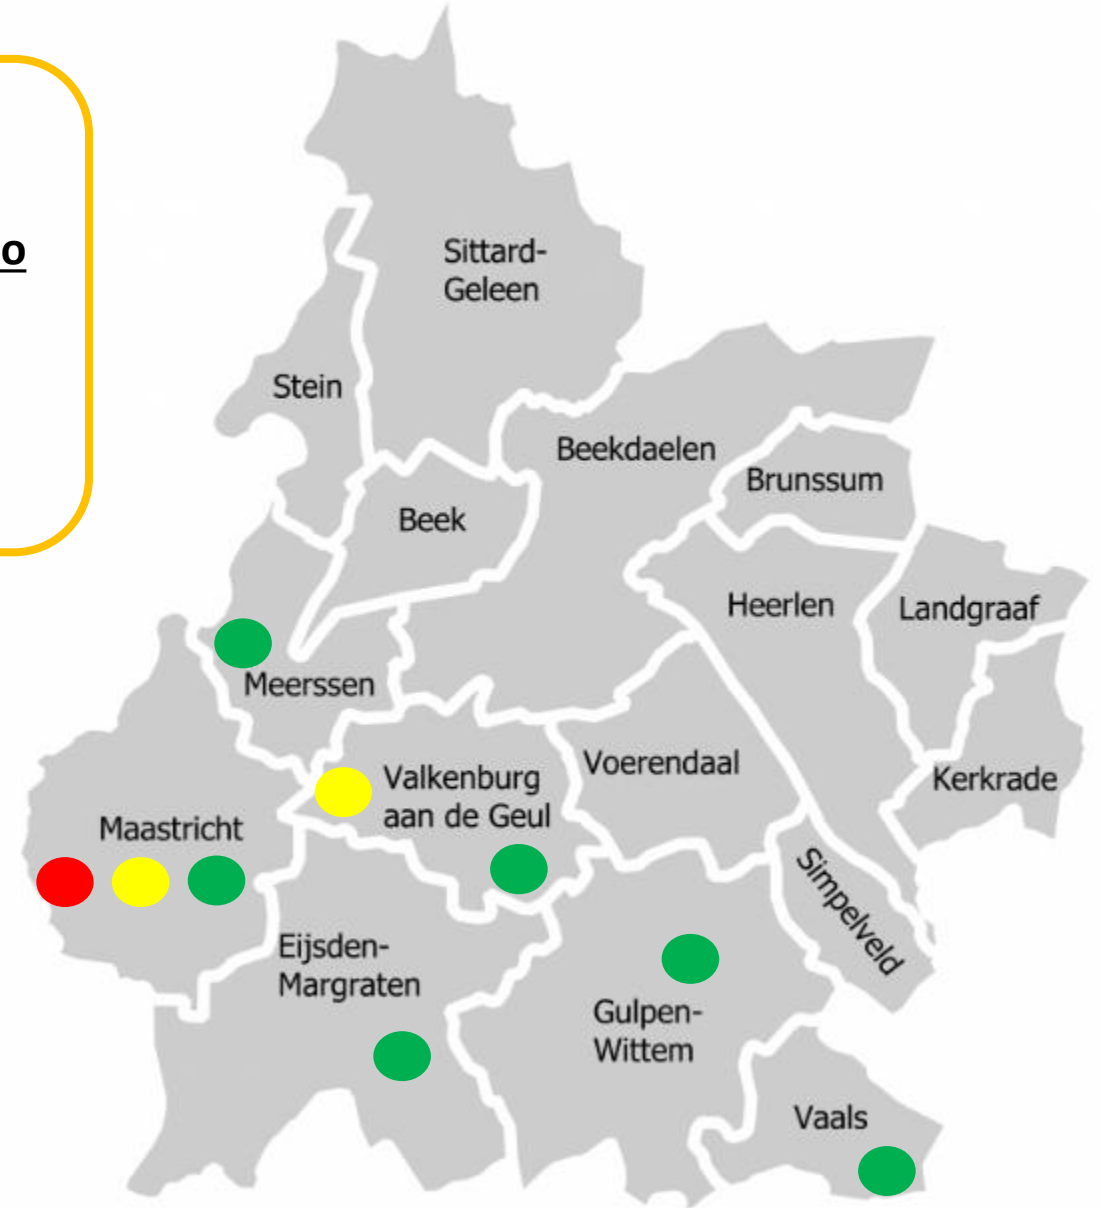 o
Sittard-
Geleen
Stein
Beekdaelen
Brunssum
Beek
Heerlen
Landgraaf
Meerssen
Voerendaal
Valkenburg
aan de Geul
Kerkrade
Maastricht
Simpelveld
Eijsden-
Margraten
Gulpen-
Wittem
Vaals